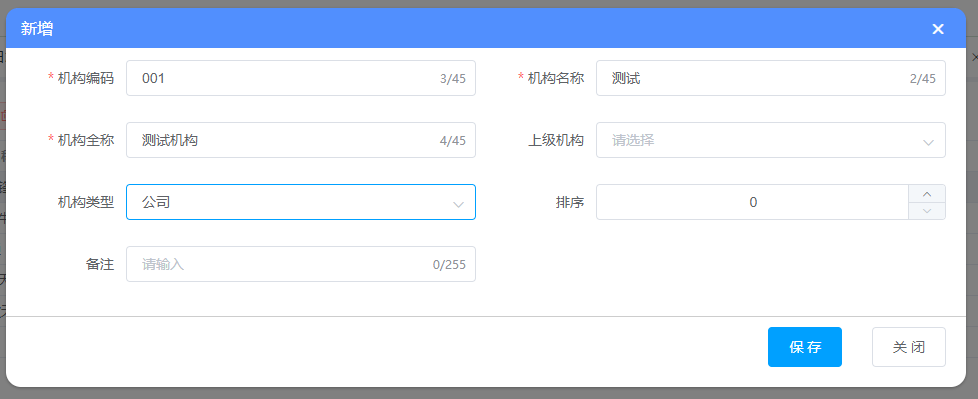 新增
* 机构编码 001 3/45 * 机构名称 测试 2/45
* 机构全称 测试机构 4/45 上级机构 请选择
机构类型 公司 排序 0
备注 请输入 0/255
保存 关闭